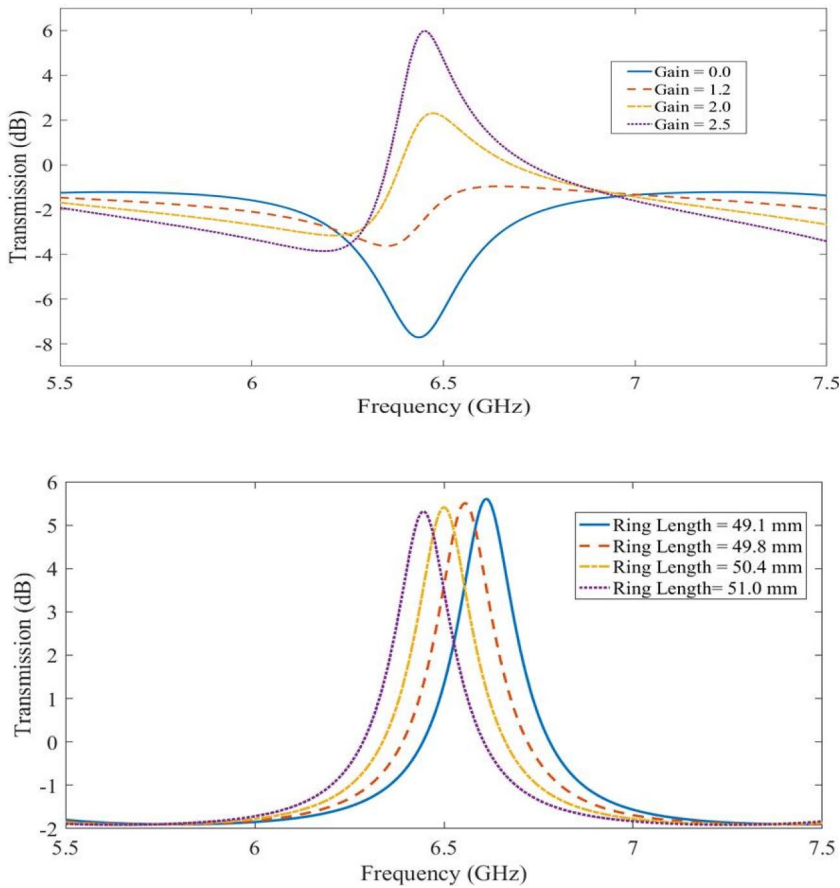 6
4
2
0
-2
-4
-6
-8
Transmission (dB)
Gain = 0.0
Gain = 1.2
Gain = 2.0
Gain = 2.5
5.5 6 6.5 7 7.5
Frequency (GHz)
6
5
4
3
2
1
0
-1
-2
Transmission (dB)
Ring Length = 49.1 mm
Ring Length = 49.8 mm
Ring Length = 50.4 mm
Ring Length= 51.0 mm
5.5 6 6.5 7 7.5
Frequency (GHz)